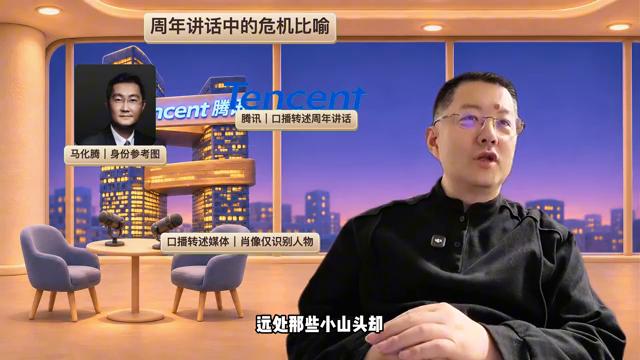 周年讲话中的危机比喻
Tencent
ncent 腾
腾讯｜口播转述周年讲话
马化腾｜身份参考图
口播转述媒体｜肖像仅识别人物
远处那些小山头却